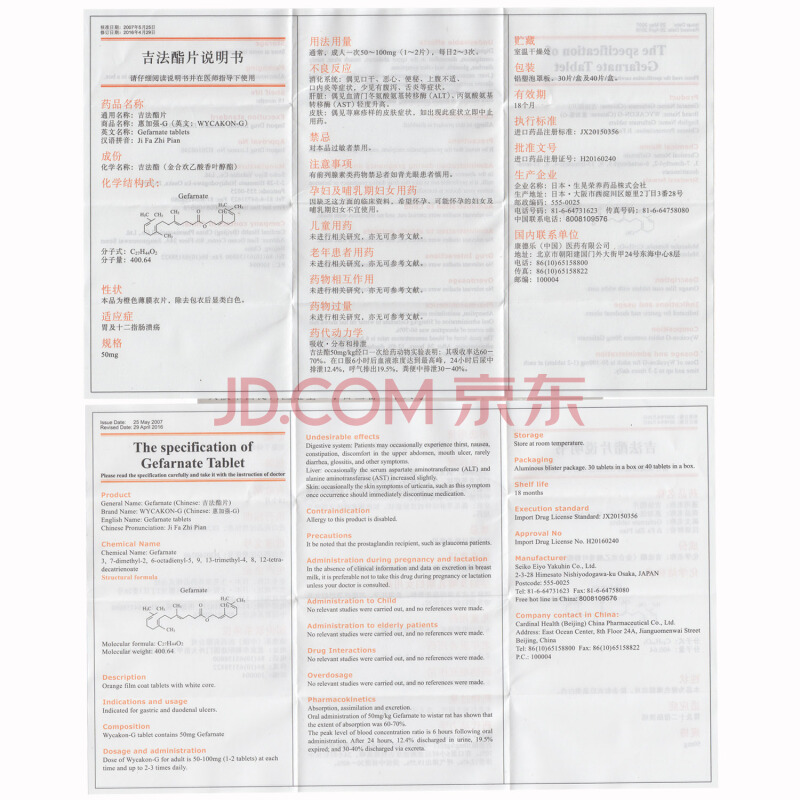 核准日期：2007年5月25日
修订日期：2016年4月29日
吉法酯片说明书
请仔细阅读说明书并在医师指导下使用
药品名称
通用名称：吉法酯片
商品名称：惠加强-G（英文：WYCAKON-G）
英文名称：Gefarnate tablets
汉语拼音：Ji Fa Zhi Pian
成份
化学名称：吉法酯（金合欢乙酸香叶醇酯）
化学结构式：
Gefarnate
分子式：C₂₇H₄₄O₂
分子量：400.64
性状
本品为橙色薄膜衣片，除去包衣后显类白色。
适应症
胃及十二指肠溃疡
规格
50mg
用法用量
通常，成人一次50～100mg（1～2片），每日2～3次。
不良反应
消化系统：偶见口干、恶心、便秘、上腹不适、
口内炎等症状，少见有腹泻、舌炎等症状。
肝脏：偶见血清门冬氨酸氨基转移酶（ALT）、丙氨酸氨基
转移酶（AST）轻度升高。
皮肤：偶见荨麻疹样的皮肤症状，如出现此症状立即中止
用药。
禁忌
对本品过敏者禁用。
注意事项
有前列腺素类药物禁忌者如青光眼患者慎用。
孕妇及哺乳期妇女用药
因缺乏这方面的临床资料，希望怀孕、可能怀孕的妇女及
哺乳期妇女不宜使用。
儿童用药
未进行相关研究，亦无可参考文献。
老年患者用药
未进行相关研究，亦无可参考文献。
药物相互作用
未进行相关研究，亦无可参考文献。
药物过量
未进行相关研究，亦无可参考文献。
药代动力学
吸收・分布和排泄
吉法酯50mg/kg经口一次给药动物实验表明：其吸收率达60－
70%。在口服6小时后血液浓度达到最高峰，24小时后尿中
排泄12.4%，呼气排出19.5%，粪便中排泄30－40%。
贮藏
室温干燥处
包装
铝塑泡罩板。30片/盒及40片/盒。
有效期
18个月
执行标准
进口药品注册标准：JX20150356
批准文号
进口药品注册证号：H20160240
生产企业
企业名称：日本・生晃荣养药品株式会社
生产地址：日本・大阪市西淀川区姬里2丁目3番28号
邮政编码：555-0025
电话号码：81-6-64731623 传真号码：81-6-64758080
中国联系电话：8008109576
国内联系单位
康德乐（中国）医药有限公司
地址：北京市朝阳建国门外大街甲24号东海中心8层
电话：86(10)65158800
传真：86(10)65158822
邮编：100004
JD.COM 京东
Issue Date: 25 May 2007
Revised Date: 29 April 2016
The specification of
Gefarnate Tablet
Please read the specification carefully and take it with the instruction of doctor
Product
General Name: Gefarnate (Chinese: 吉法酯片)
Brand Name: WYCAKON-G (Chinese: 惠加强-G)
English Name: Gefarnate tablets
Chinese Pronunciation: Ji Fa Zhi Pian
Chemical Name
Chemical Name: Gefarnate
3, 7-dimethyl-2, 6-octadienyl-5, 9, 13-trimethyl-4, 8, 12-tetra-
decatrienoate
Structural formula
Gefarnate
Molecular formula: C₂₇H₄₄O₂
Molecular weight: 400.64
Description
Orange film coat tablets with white core.
Indications and usage
Indicated for gastric and duodenal ulcers.
Composition
Wycakon-G tablet contains 50mg Gefarnate
Dosage and administration
Dose of Wycakon-G for adult is 50-100mg (1-2 tablets) at each
time and up to 2-3 times daily.
Undesirable effects
Digestive system: Patients may occasionally experience thirst, nausea,
constipation, discomfort in the upper abdomen, mouth ulcer, rarely
diarrhea, glossitis, and other symptoms.
Liver: occasionally the serum aspartate aminotransferase (ALT) and
alanine aminotransferase (AST) increased slightly.
Skin: occasionally the skin symptoms of urticaria, such as this symptom
once occurrence should immediately discontinue medication.
Contraindication
Allergy to this product is disabled.
Precautions
It be noted that the prostaglandin recipient, such as glaucoma patients.
Administration during pregnancy and lactation
In the absence of clinical information and data on excretion in breast
milk, it is preferable not to take this drug during pregnancy or lactation
unless your doctor is consulted.
Administration to Child
No relevant studies were carried out, and no references were made.
Administration to elderly patients
No relevant studies were carried out, and no references were made.
Drug Interactions
No relevant studies were carried out, and no references were made.
Overdosage
No relevant studies were carried out, and no references were made.
Pharmacokinetics
Absorption, assimilation and excretion.
Oral administration of 50mg/kg Gefarnate to wistar rat has shown that
the extent of absorption was 60-70%.
The peak level of blood concentration ratio is 6 hours following oral
administration. After 24 hours, 12.4% discharged in urine, 19.5%
expired; and 30-40% discharged via excreta.
Storage
Store at room temperature.
Packaging
Aluminous blister package. 30 tablets in a box or 40 tablets in a box.
Shelf life
18 months
Execution standard
Import Drug License Standard: JX20150356
Approval No
Import Drug License No. H20160240
Manufacturer
Seiko Eiyo Yakuhin Co., Ltd.
2-3-28 Himesato Nishiyodogawa-ku Osaka, JAPAN
Postcode: 555-0025
Tel: 81-6-64731623 Fax: 81-6-64758080
Free hot line in China: 8008109576
Company contact in China:
Cardinal Health (Beijing) China Pharmaceutical Co., Ltd.
Address: East Ocean Center, 8th Floor 24A, Jianguomenwai Street
Beijing, China
Tel: 86(10)65158800 Fax: 86(10)65158822
P.C.: 100004